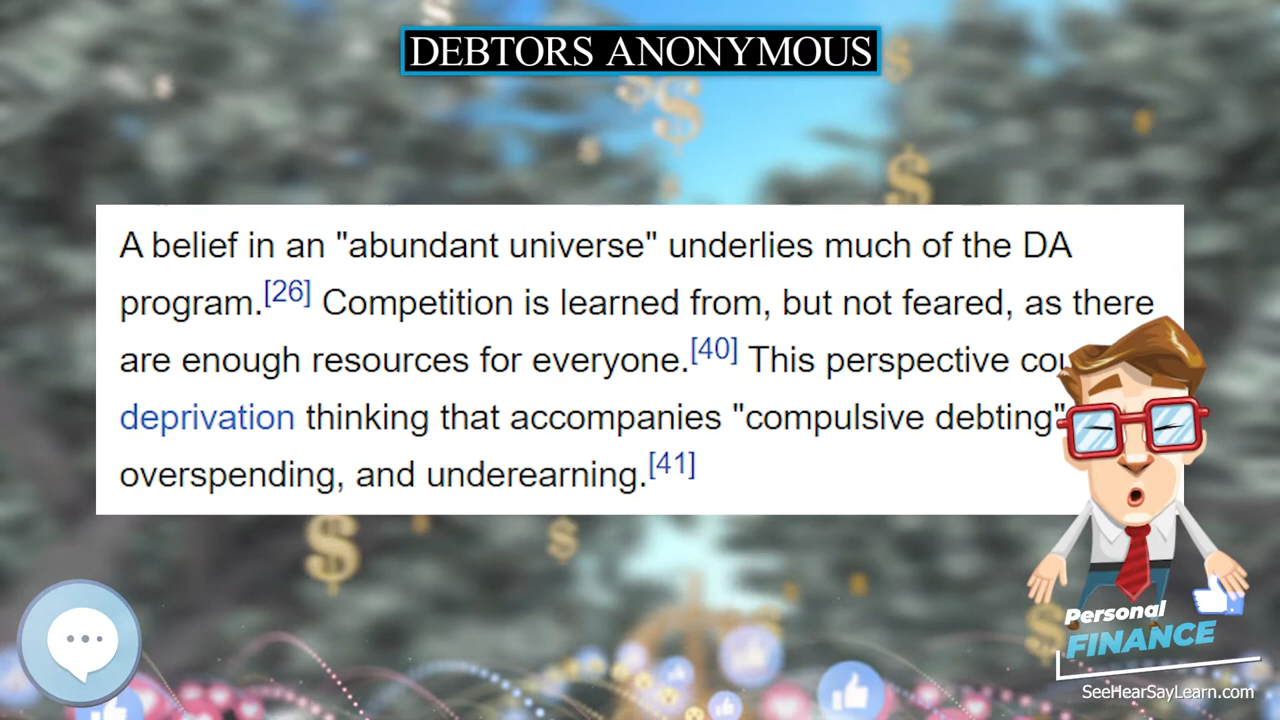 DEBTORS ANONYMOUS
A belief in an "abundant universe" underlies much of the DA
program.[26] Competition is learned from, but not feared, as there
are enough resources for everyone.[40] This perspective
deprivation thinking that accompanies "compulsive debting"
overspending, and underearning.[41]
Personal
FINANCE
SeeHearSayLearn.com